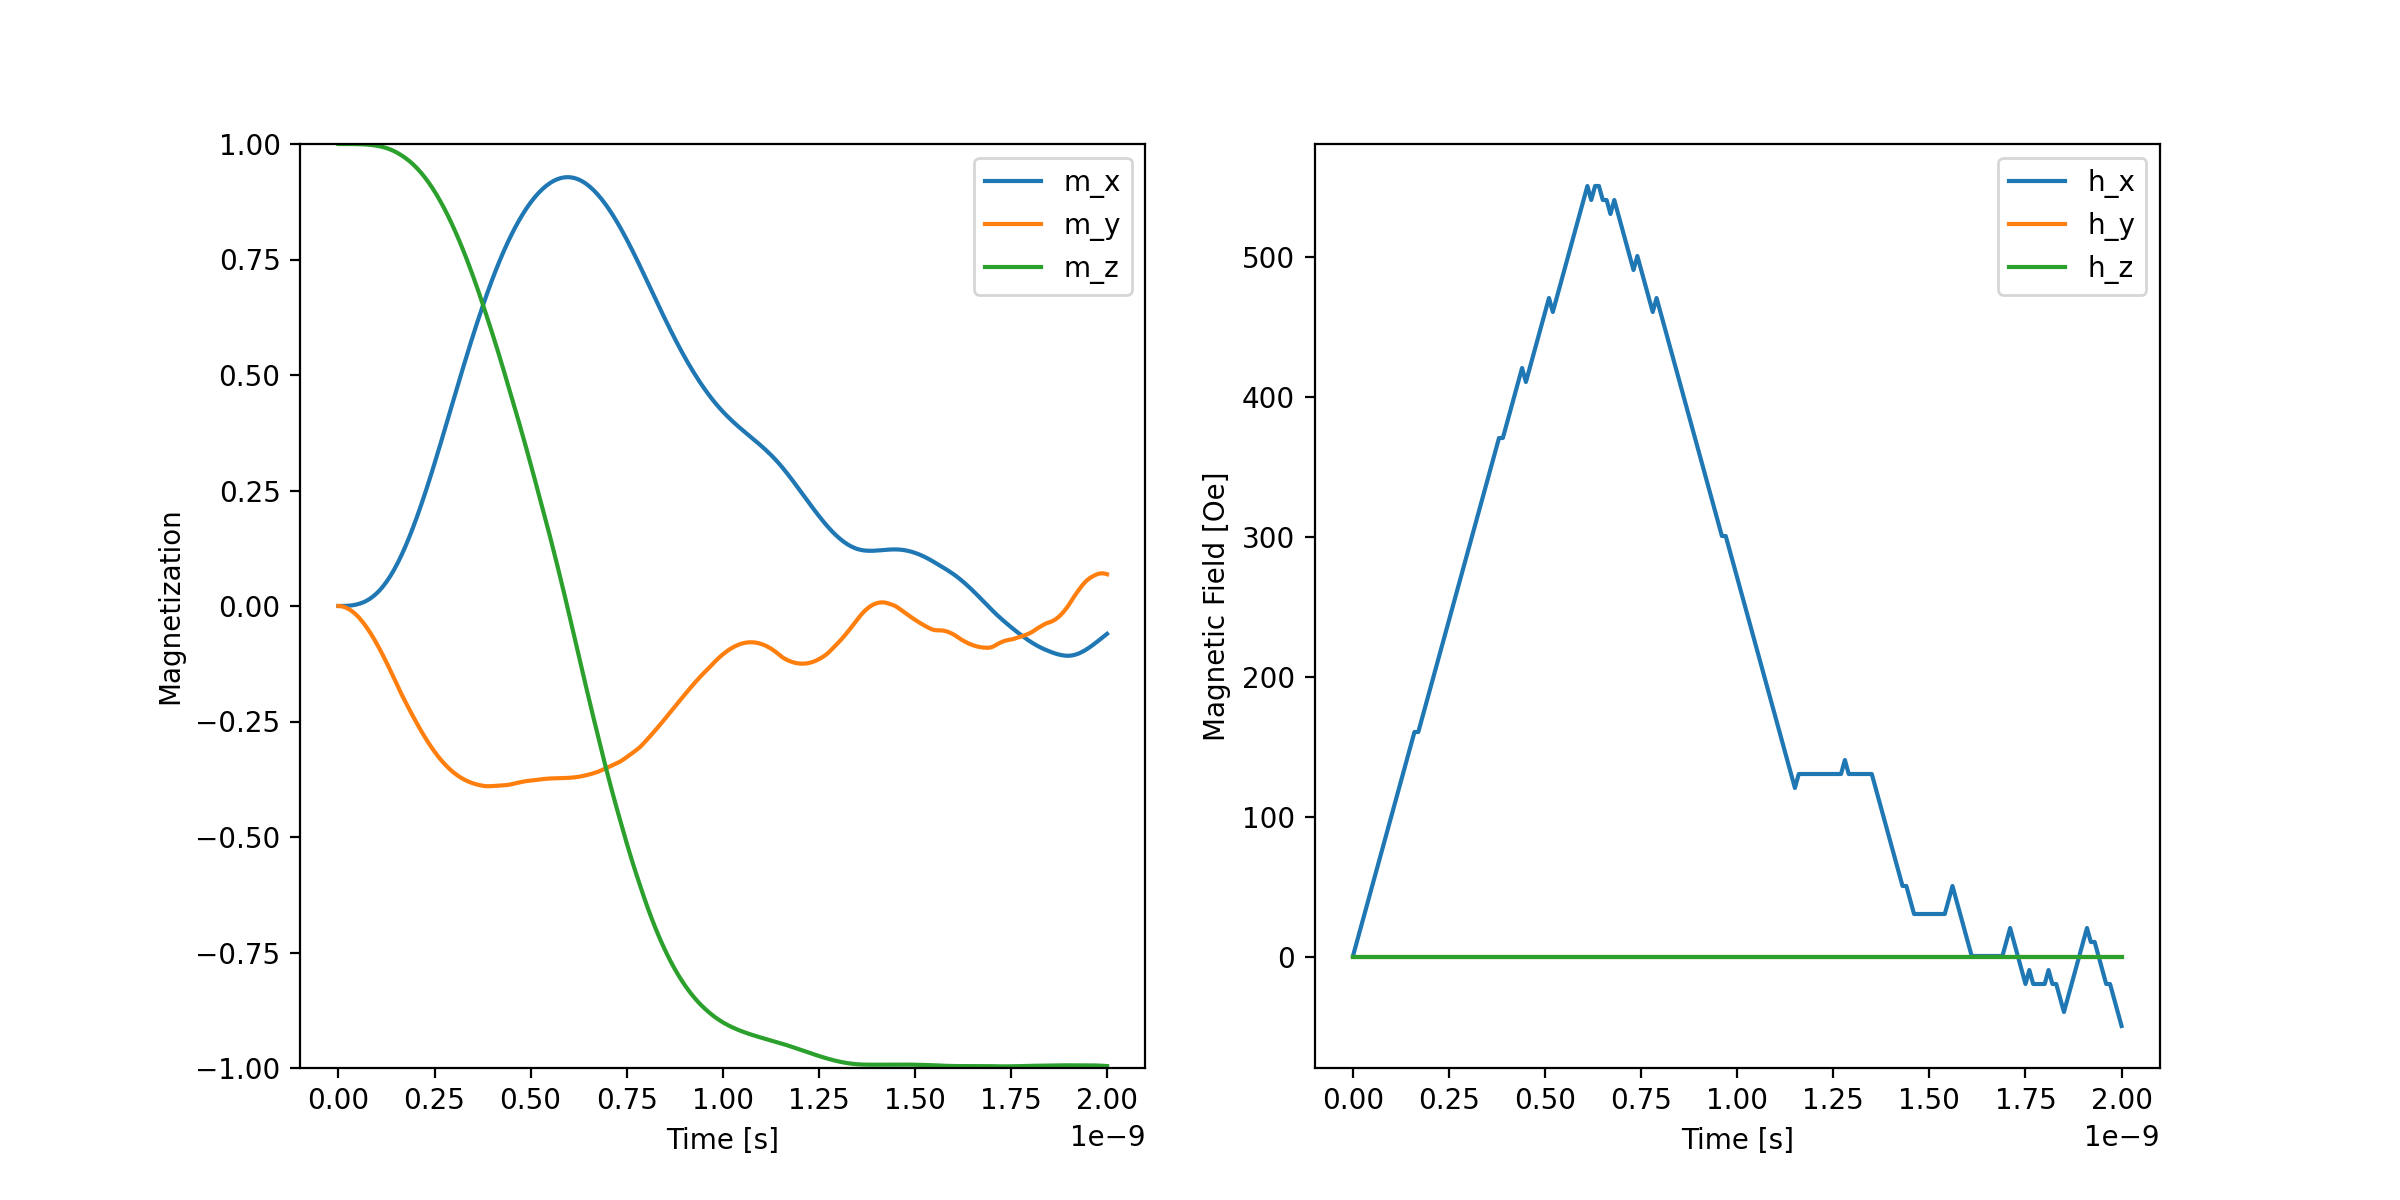 1.00
0.75
0.50
0.25
0.00
−0.25
−0.50
−0.75
−1.00
Magnetization
0.00 0.25 0.50 0.75 1.00 1.25 1.50 1.75 2.00
Time [s]
1e−9
m_x
m_y
m_z
500
400
300
200
100
0
Magnetic Field [Oe]
0.00 0.25 0.50 0.75 1.00 1.25 1.50 1.75 2.00
Time [s]
1e−9
h_x
h_y
h_z